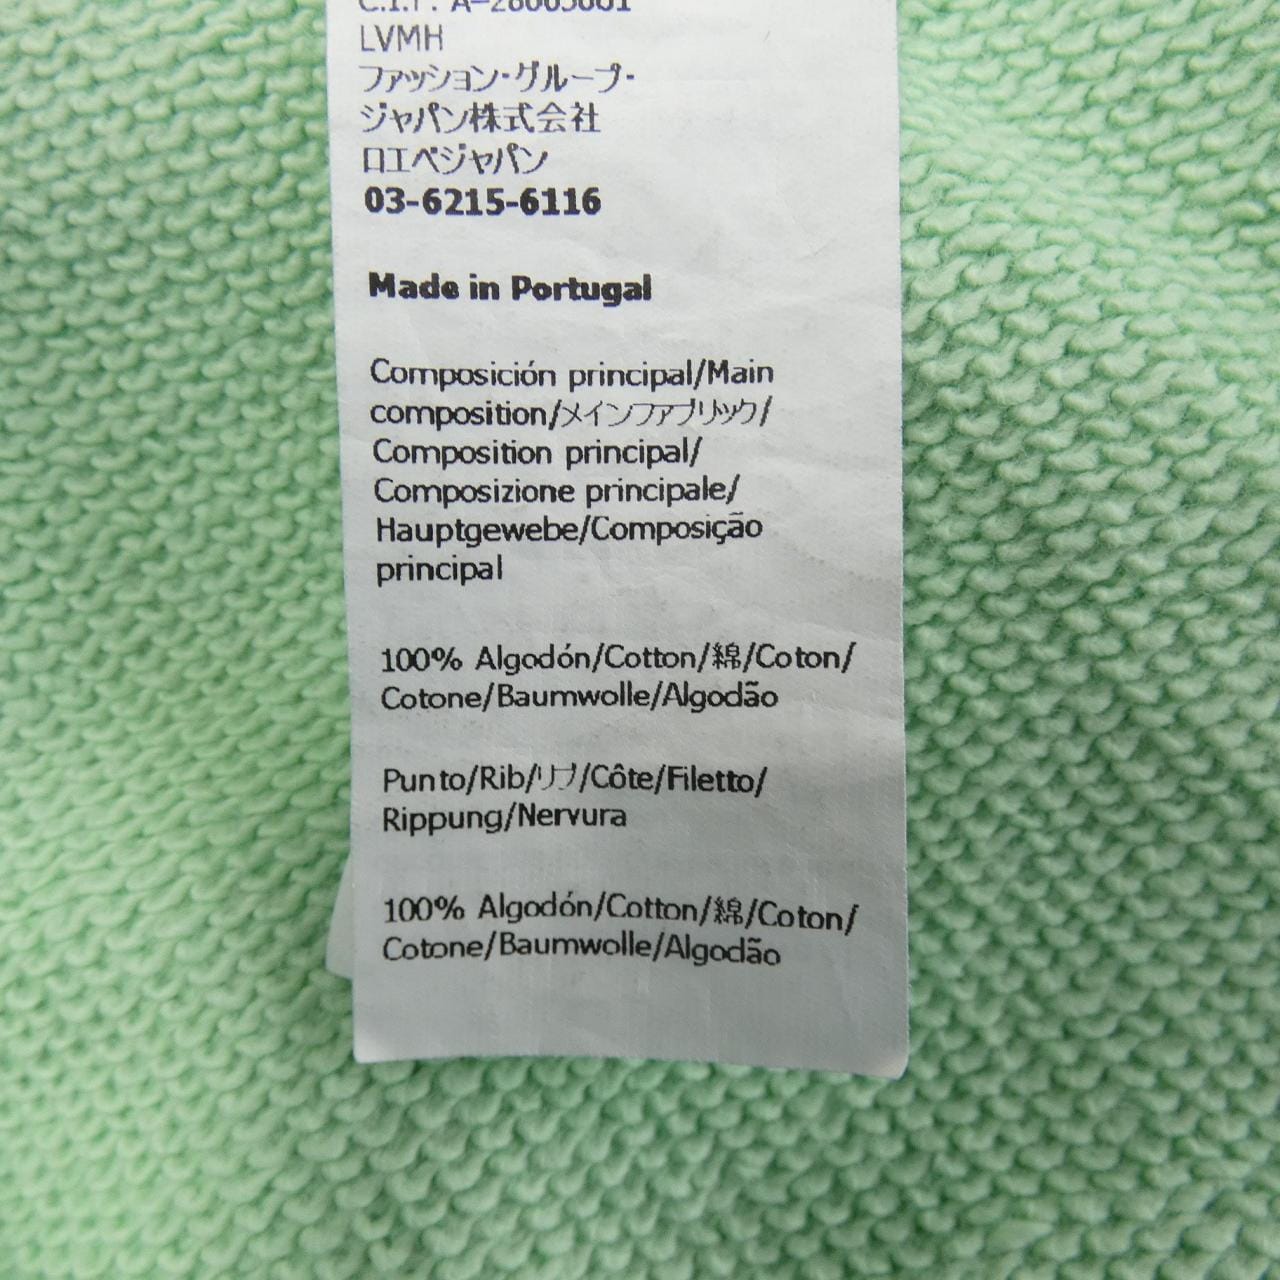 LVMH
ファッション・グループ・
ジャパン株式会社
ロエベジャパン
03-6215-6116
Made in Portugal
Composición principal/Main
composition/メインファブリック/
Composition principal/
Composizione principale/
Hauptgewebe/Composição
principal
100% Algodón/Cotton/綿/Coton/
Cotone/Baumwolle/Algodão
Punto/Rib/リブ/Côte/Filetto/
Rippung/Nervura
100% Algodón/Cotton/綿/Coton/
Cotone/Baumwolle/Algodão